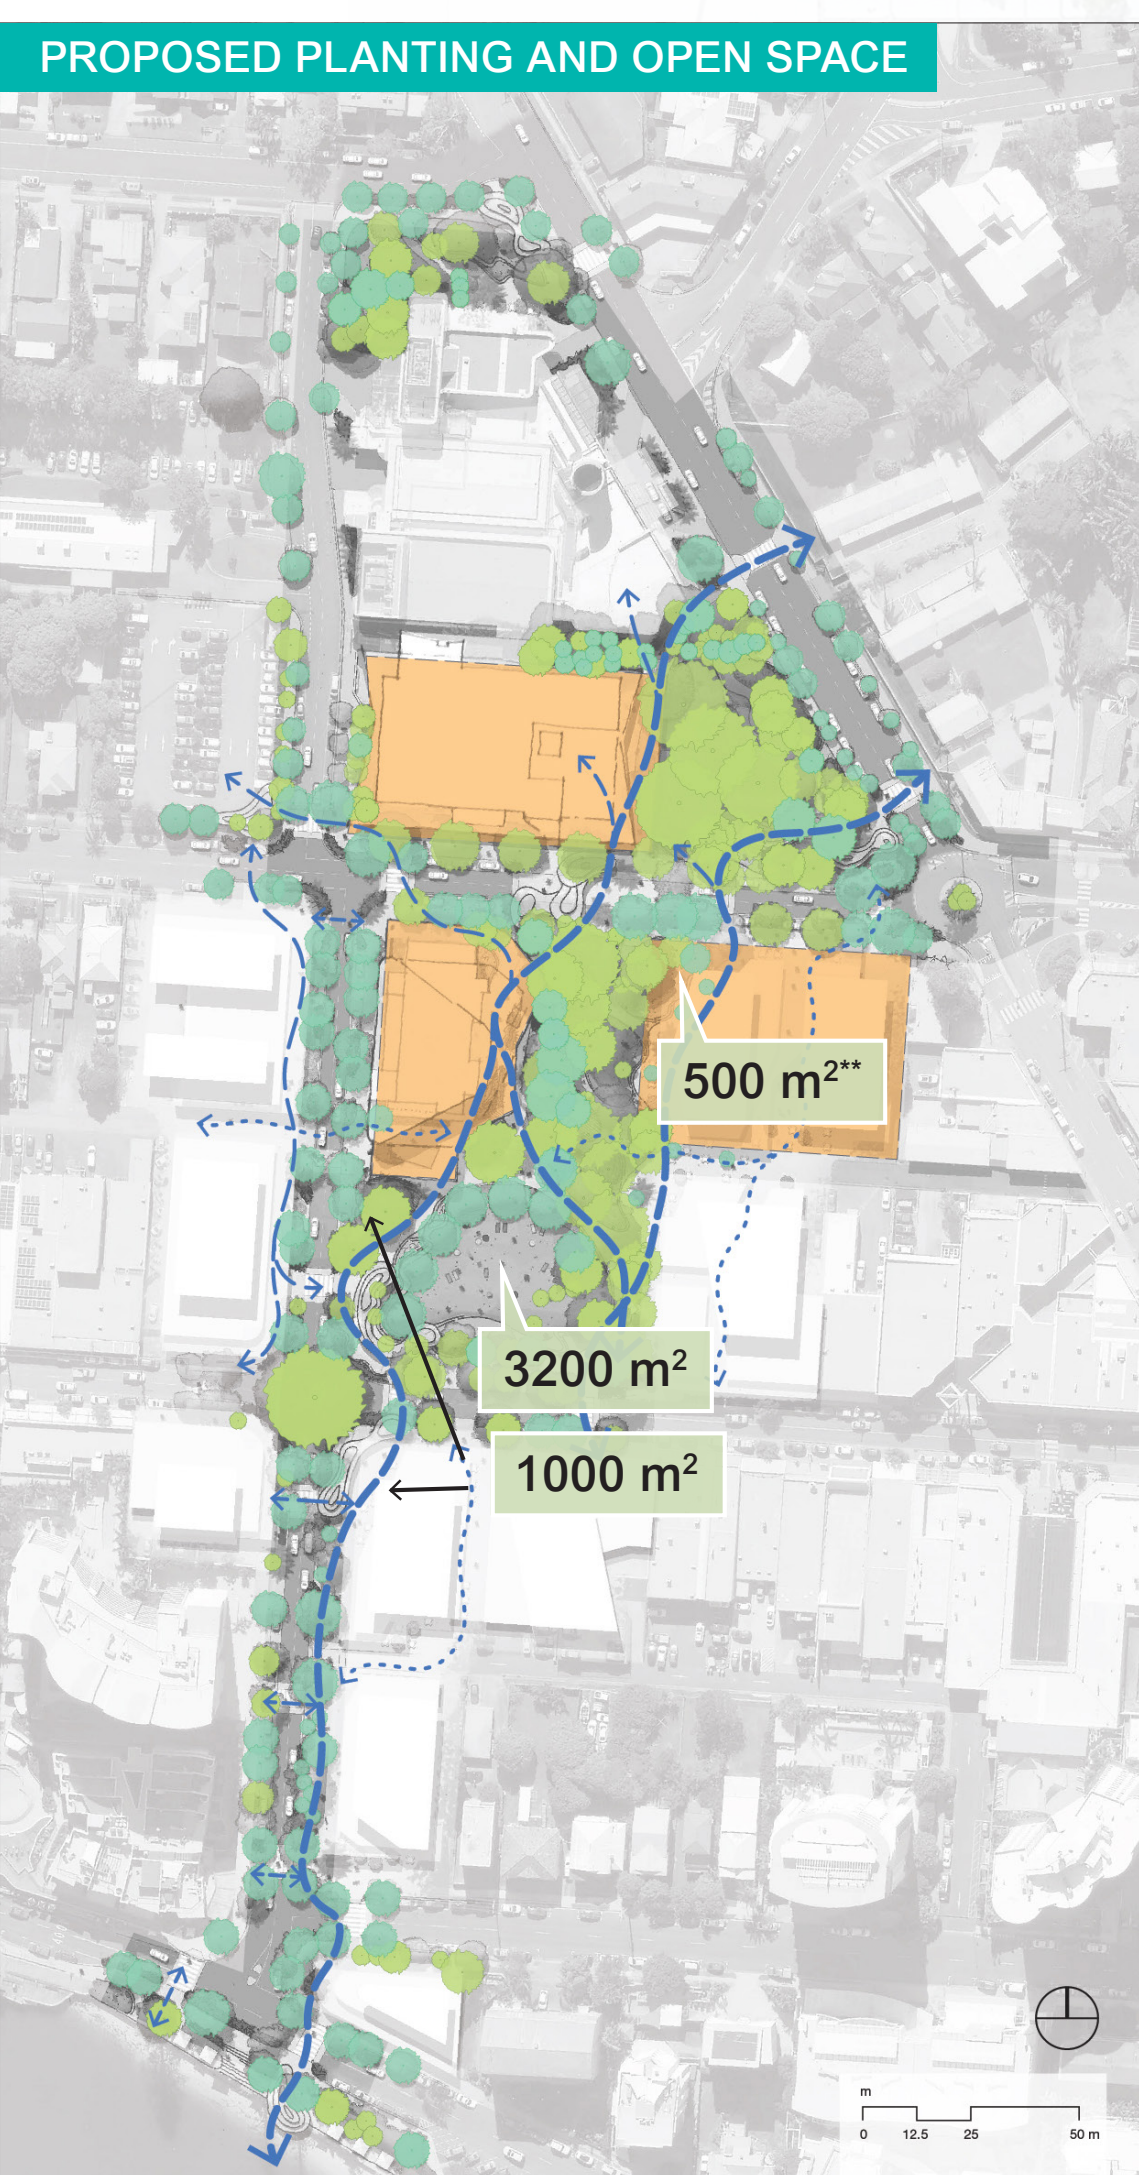 PROPOSED PLANTING AND OPEN SPACE
500 m²**
3200 m²
1000 m²
m
0 12.5 25 50 m